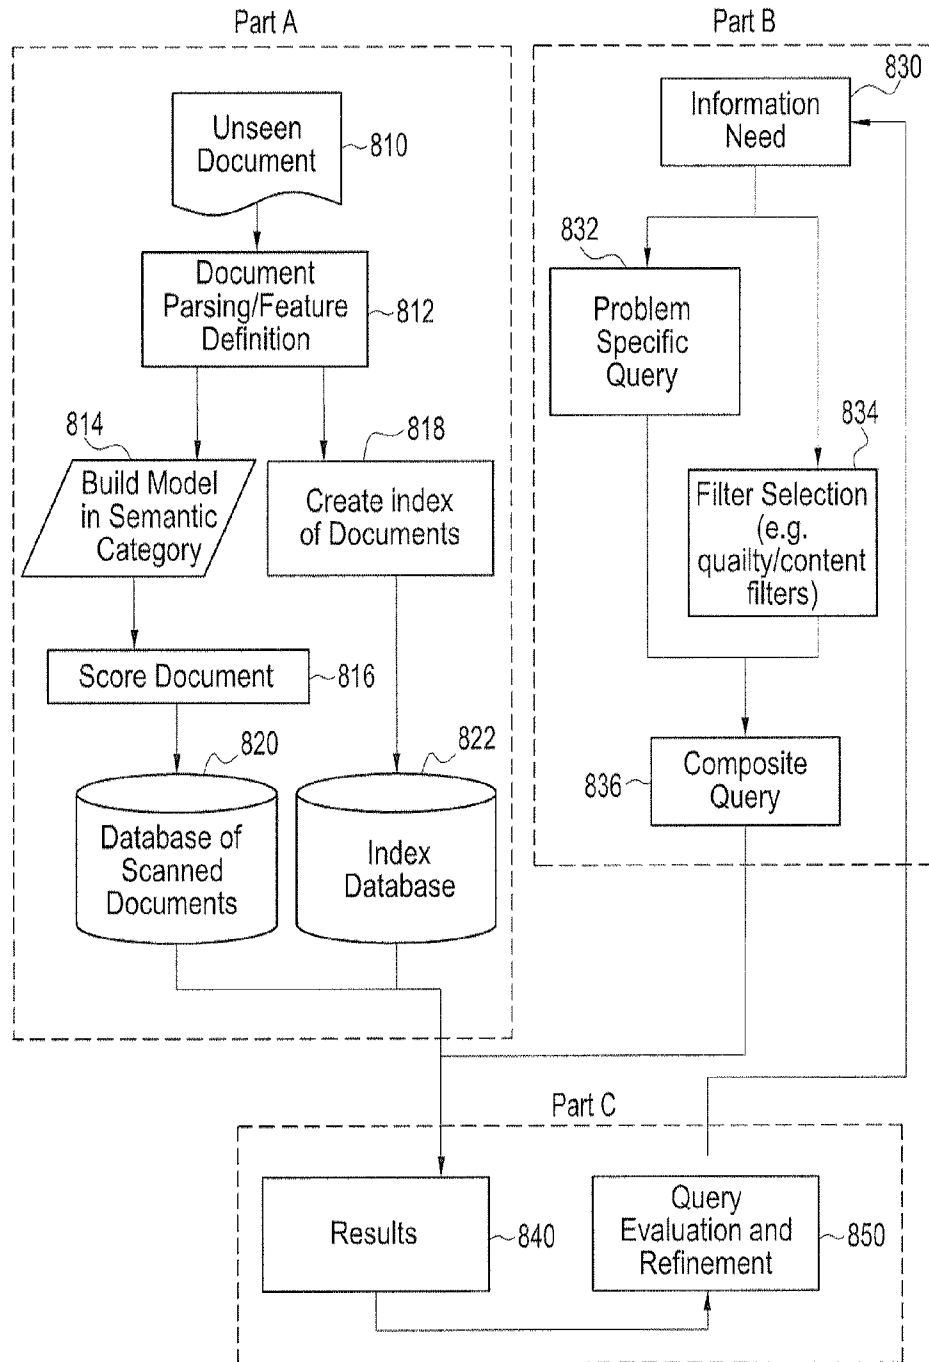 Part A
Unseen
Document
810
Document
Parsing/Feature
Definition
812
814
Build Model
in Semantic
Category
818
Create index
of Documents
Score Document
816
820
Database of
Scanned
Documents
822
Index
Database
Part B
830
Information
Need
832
Problem
Specific
Query
834
Filter Selection
(e.g.
quailty/content
filters)
836
Composite
Query
Part C
Results
840
Query
Evaluation and
Refinement
850